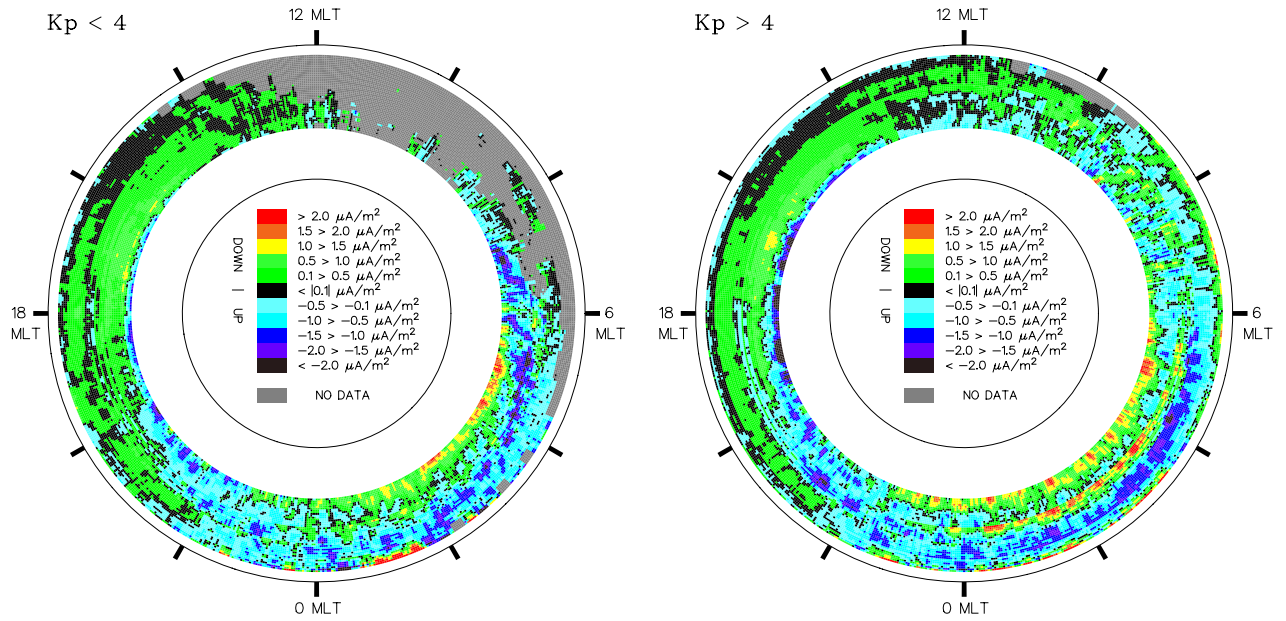 Kp < 4
12 MLT
> 2.0 μA/m²
1.5 > 2.0 μA/m²
1.0 > 1.5 μA/m²
0.5 > 1.0 μA/m²
0.1 > 0.5 μA/m²
< |0.1| μA/m²
−0.5 > −0.1 μA/m²
−1.0 > −0.5 μA/m²
−1.5 > −1.0 μA/m²
−2.0 > −1.5 μA/m²
< −2.0 μA/m²
NO DATA
DOWN | UP
18
MLT
6
MLT
0 MLT
Kp > 4
12 MLT
> 2.0 μA/m²
1.5 > 2.0 μA/m²
1.0 > 1.5 μA/m²
0.5 > 1.0 μA/m²
0.1 > 0.5 μA/m²
< |0.1| μA/m²
−0.5 > −0.1 μA/m²
−1.0 > −0.5 μA/m²
−1.5 > −1.0 μA/m²
−2.0 > −1.5 μA/m²
< −2.0 μA/m²
NO DATA
DOWN | UP
18
MLT
6
MLT
0 MLT